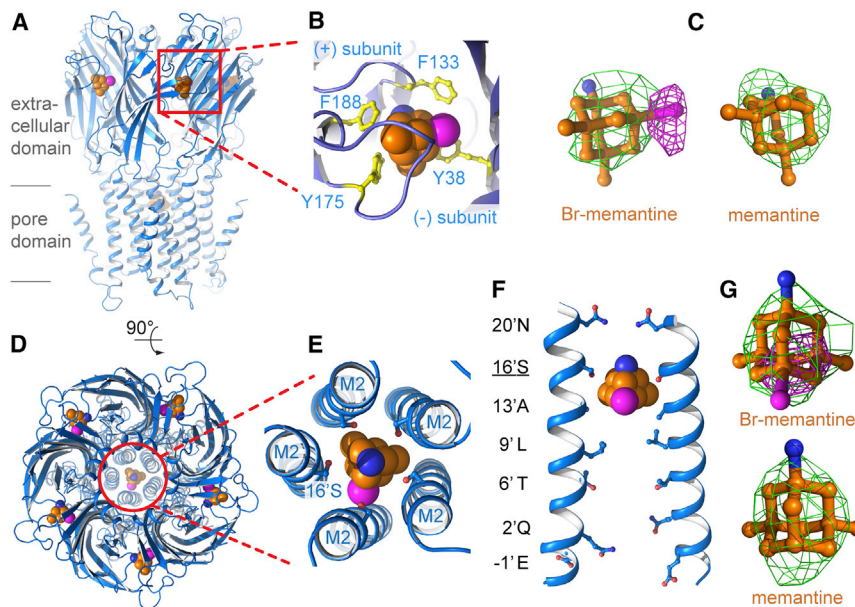 A
B
C
(+) subunit
F133
extra-
cellular
domain
F188
Y38
Y175
(-) subunit
Br-memantine
memantine
pore
domain
90°
D
E
F
G
M2
M2
M2
M2
M2
16'S
20'N
16'S
13'A
9' L
6' T
2'Q
-1' E
Br-memantine
memantine